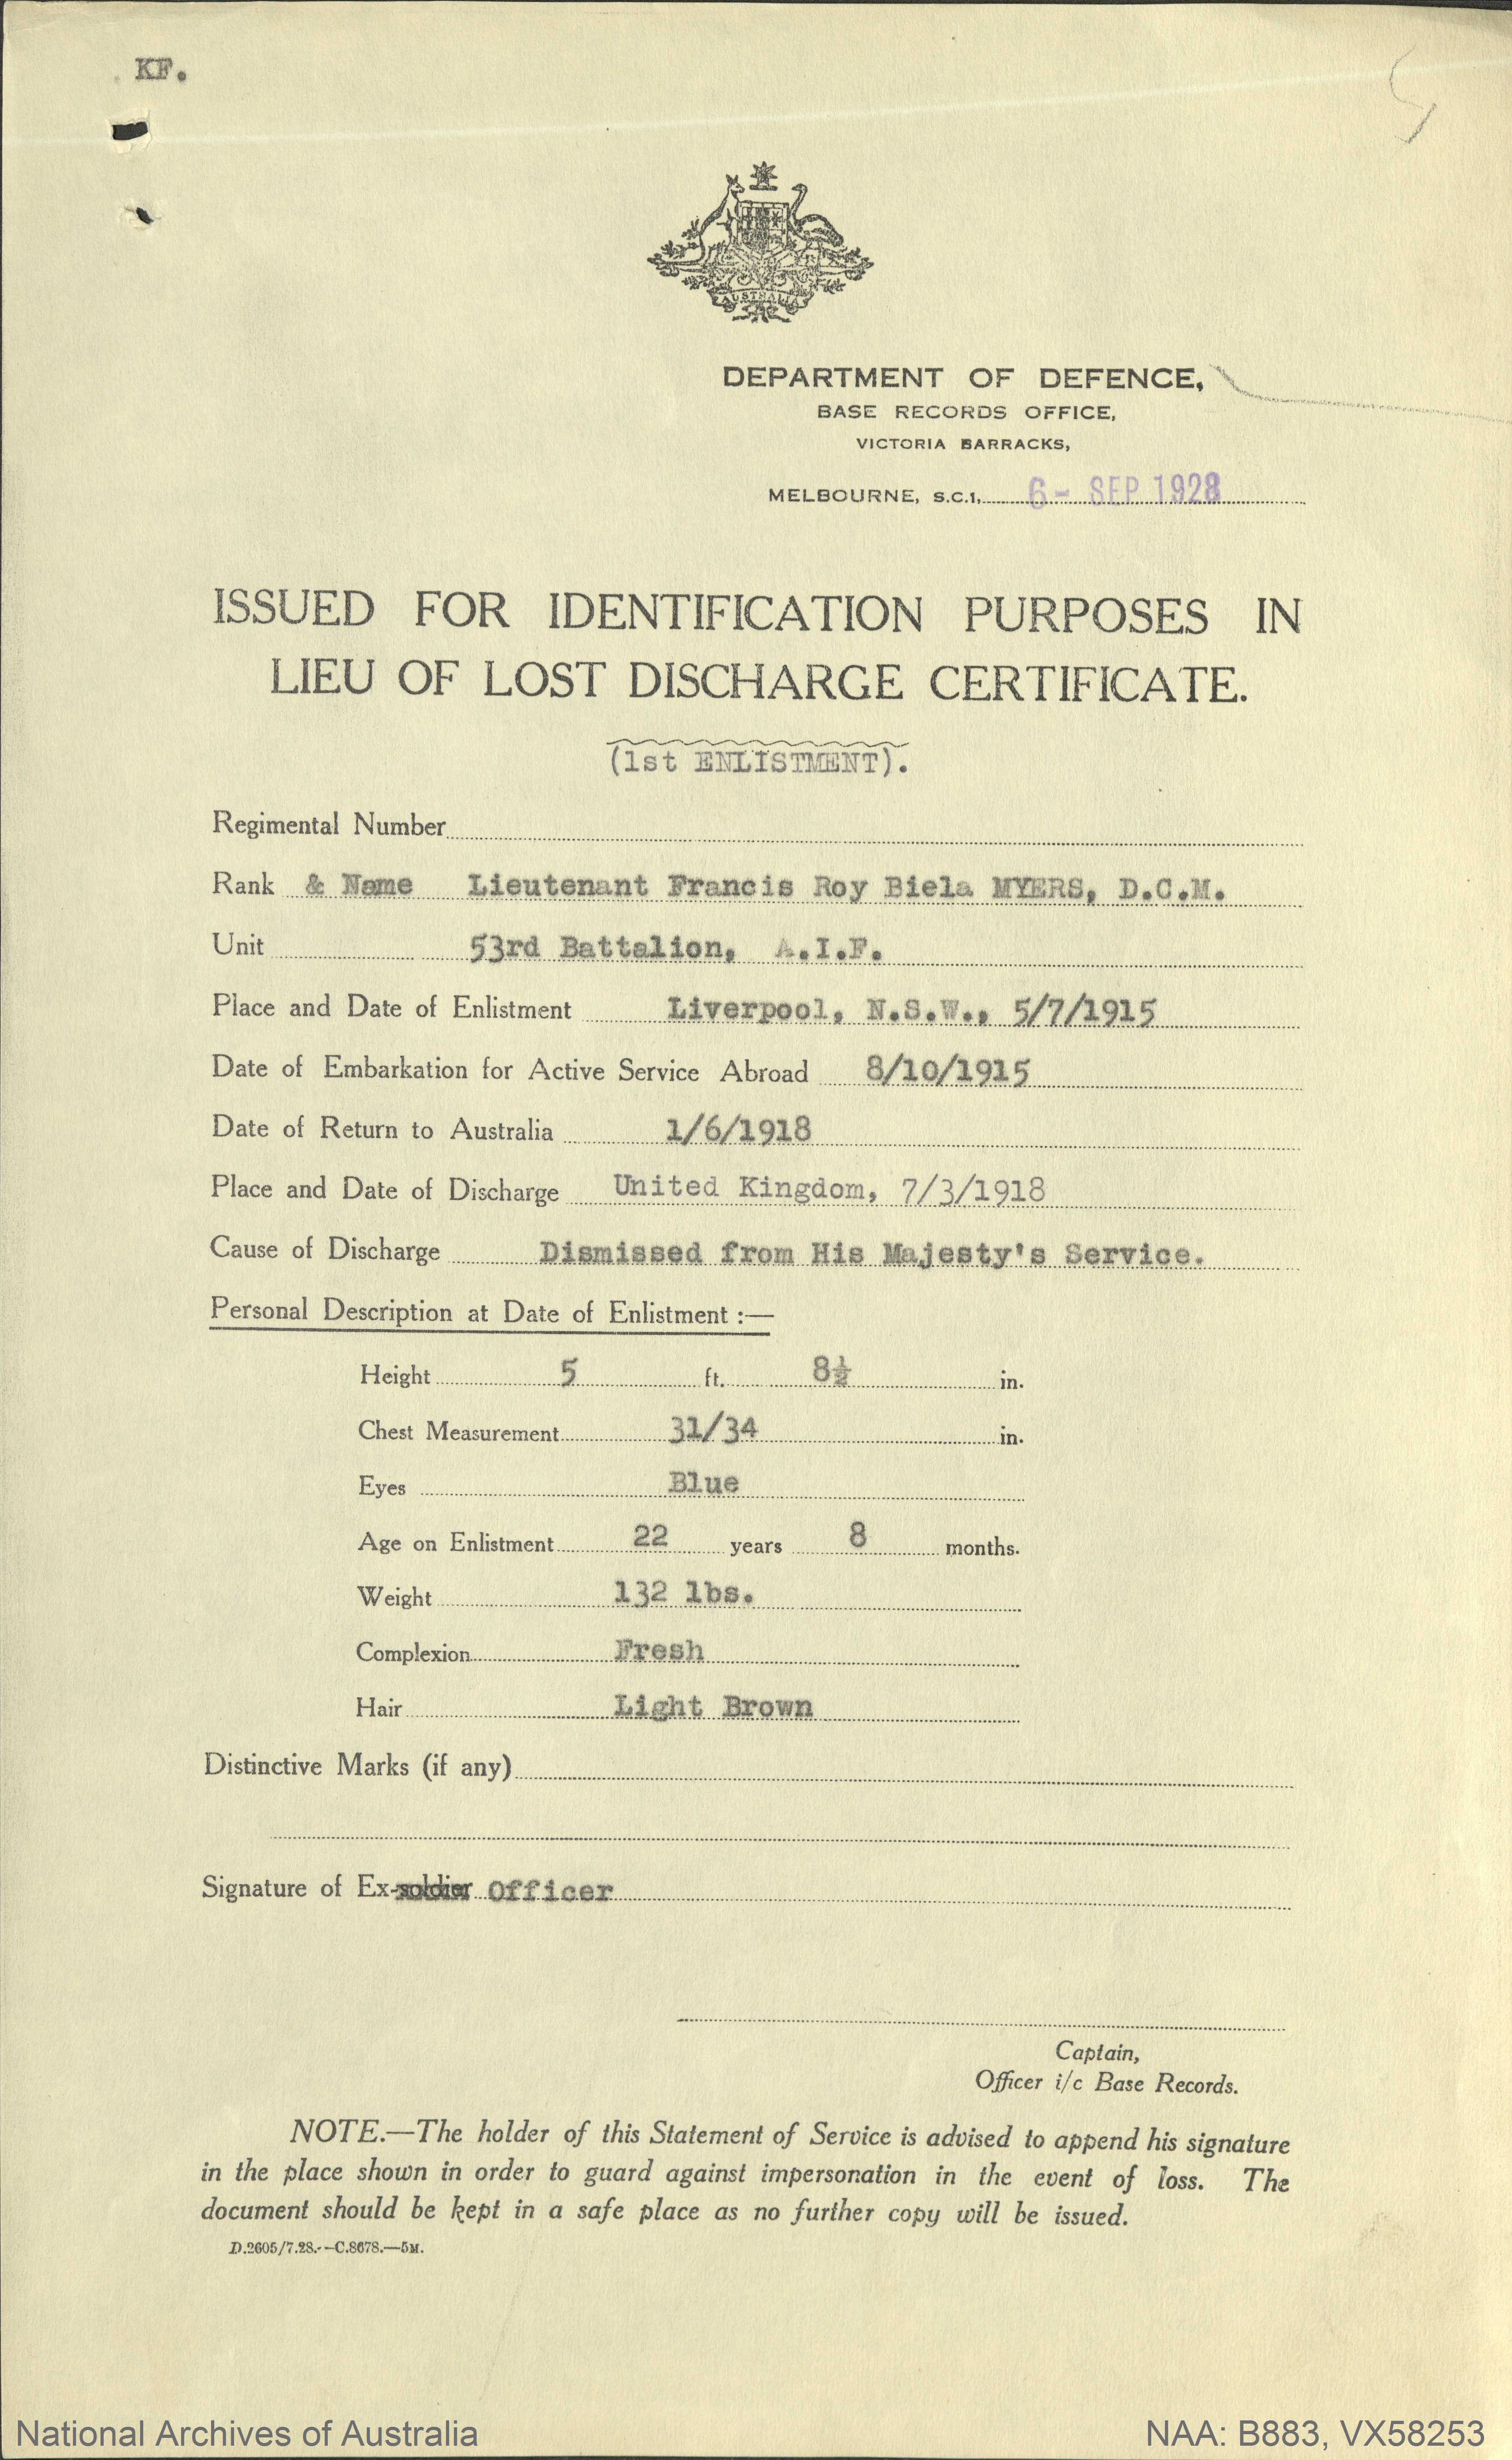 KF.
AUSTRALIA
DEPARTMENT OF DEFENCE,
BASE RECORDS OFFICE,
VICTORIA BARRACKS,
MELBOURNE, S.C.1, 6- SEP 1928
ISSUED FOR IDENTIFICATION PURPOSES IN
LIEU OF LOST DISCHARGE CERTIFICATE.
(1st ENLISTMENT).
Regimental Number
Rank & Name Lieutenant Francis Roy Biela MYERS, D.C.M.
Unit 53rd Battalion, A.I.F.
Place and Date of Enlistment Liverpool, N.S.W., 5/7/1915
Date of Embarkation for Active Service Abroad 8/10/1915
Date of Return to Australia 1/6/1918
Place and Date of Discharge United Kingdom, 7/3/1918
Cause of Discharge Dismissed from His Majesty's Service.
Personal Description at Date of Enlistment :—
Height 5 ft. 8½ in.
Chest Measurement 31/34 in.
Eyes Blue
Age on Enlistment 22 years 8 months.
Weight 132 lbs.
Complexion Fresh
Hair Light Brown
Distinctive Marks (if any)
Signature of Ex-soldier Officer
Captain,
Officer i/c Base Records.
NOTE.—The holder of this Statement of Service is advised to append his signature
in the place shown in order to guard against impersonation in the event of loss. The
document should be kept in a safe place as no further copy will be issued.
D.2605/7.28.--C.8678.—5M.
National Archives of Australia NAA: B883, VX58253